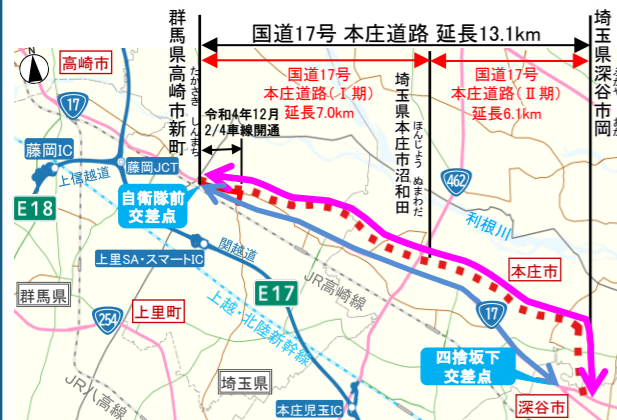 国道17号 本庄道路 延長13.1km
群馬県高崎市新町
たかさき しんまち
国道17号
本庄道路(Ⅰ期)
延長7.0km
令和4年12月
2/4車線開通
埼玉県本庄市沼和田
ほんじょう ぬまわだ
国道17号
本庄道路(Ⅱ期)
延長6.1km
埼玉県深谷市岡
N
高崎市
17
藤岡IC
藤岡JCT
上信越道
E18
自衛隊前
交差点
462
利根川
上里SA・スマートIC
関越道
本庄市
群馬県
上里町
E17
JR高崎線
17
254
上越・北陸新幹線
四捨坂下
交差点
JR八高線
埼玉県
本庄児玉IC
深谷市